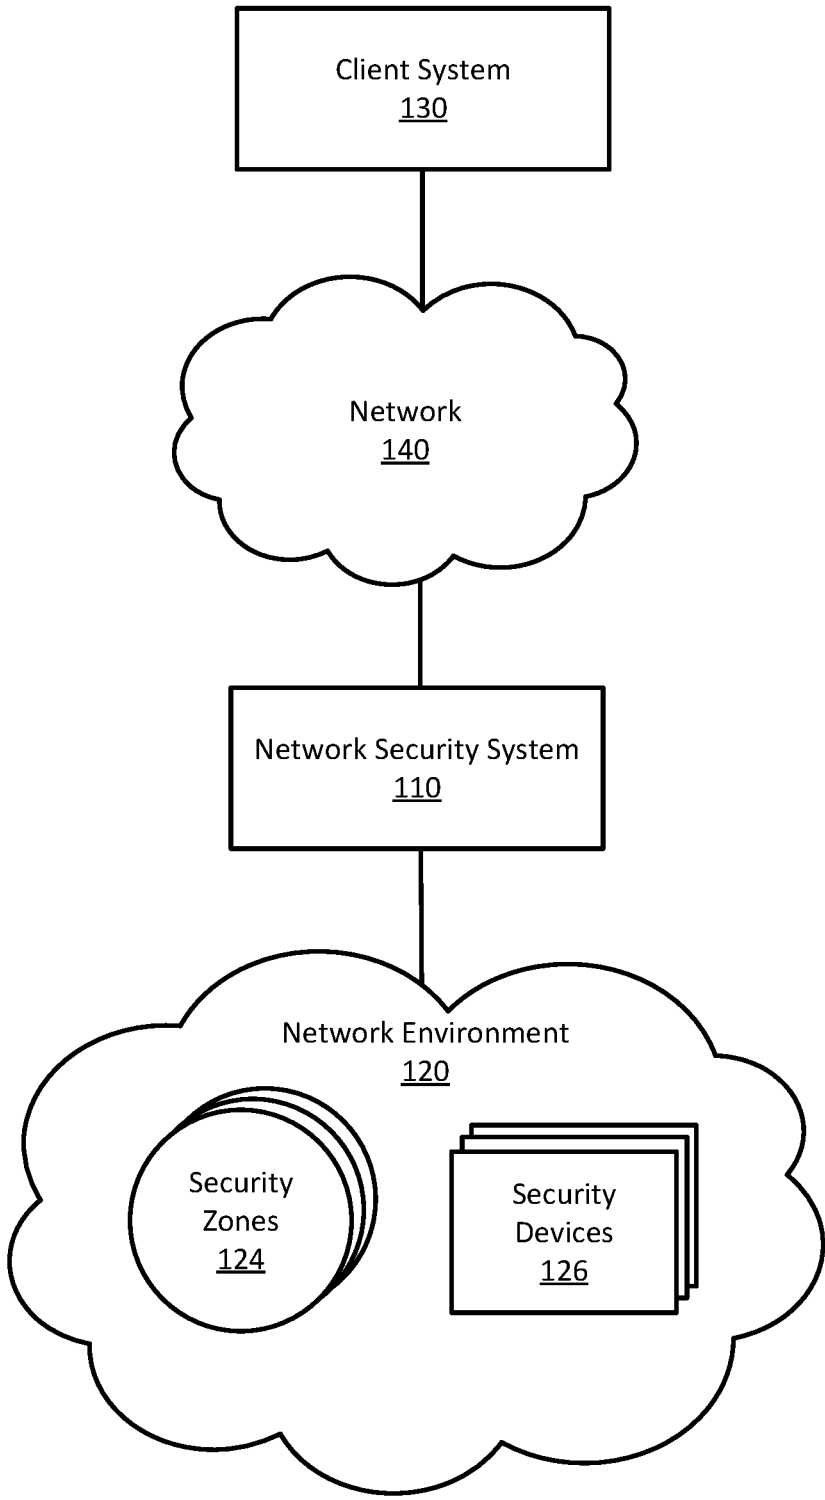 Client System
130
Network
140
Network Security System
110
Network Environment
120
Security
Zones
124
Security
Devices
126